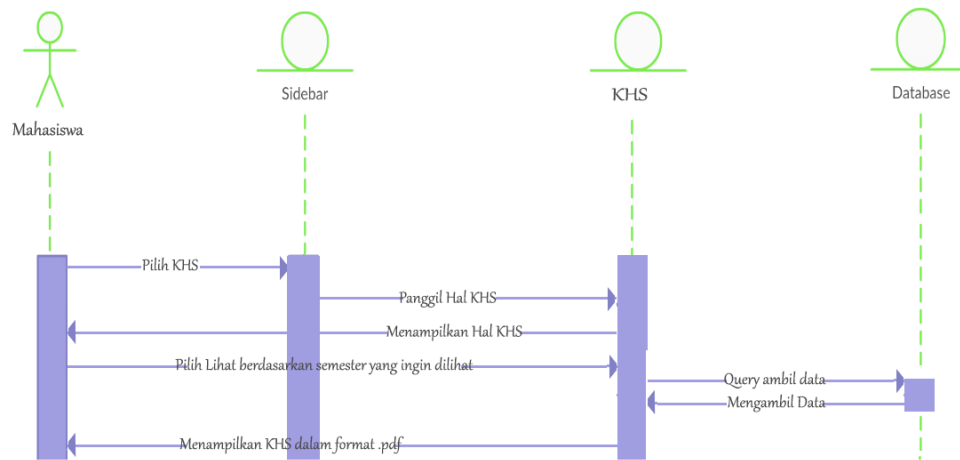 Sidebar
KHS
Database
Mahasiswa
Pilih KHS
Panggil Hal KHS
Menampilkan Hal KHS
Pilih Lihat berdasarkan semester yang ingin dilihat
Query ambil data
Mengambil Data
Menampilkan KHS dalam format .pdf